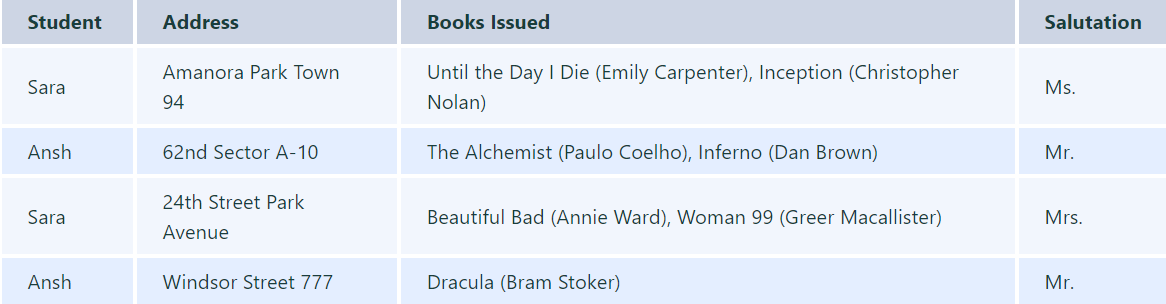 Student Address Books Issued Salutation
Sara Amanora Park Town 94 Until the Day I Die (Emily Carpenter), Inception (Christopher Nolan) Ms.
Ansh 62nd Sector A-10 The Alchemist (Paulo Coelho), Inferno (Dan Brown) Mr.
Sara 24th Street Park Avenue Beautiful Bad (Annie Ward), Woman 99 (Greer Macallister) Mrs.
Ansh Windsor Street 777 Dracula (Bram Stoker) Mr.